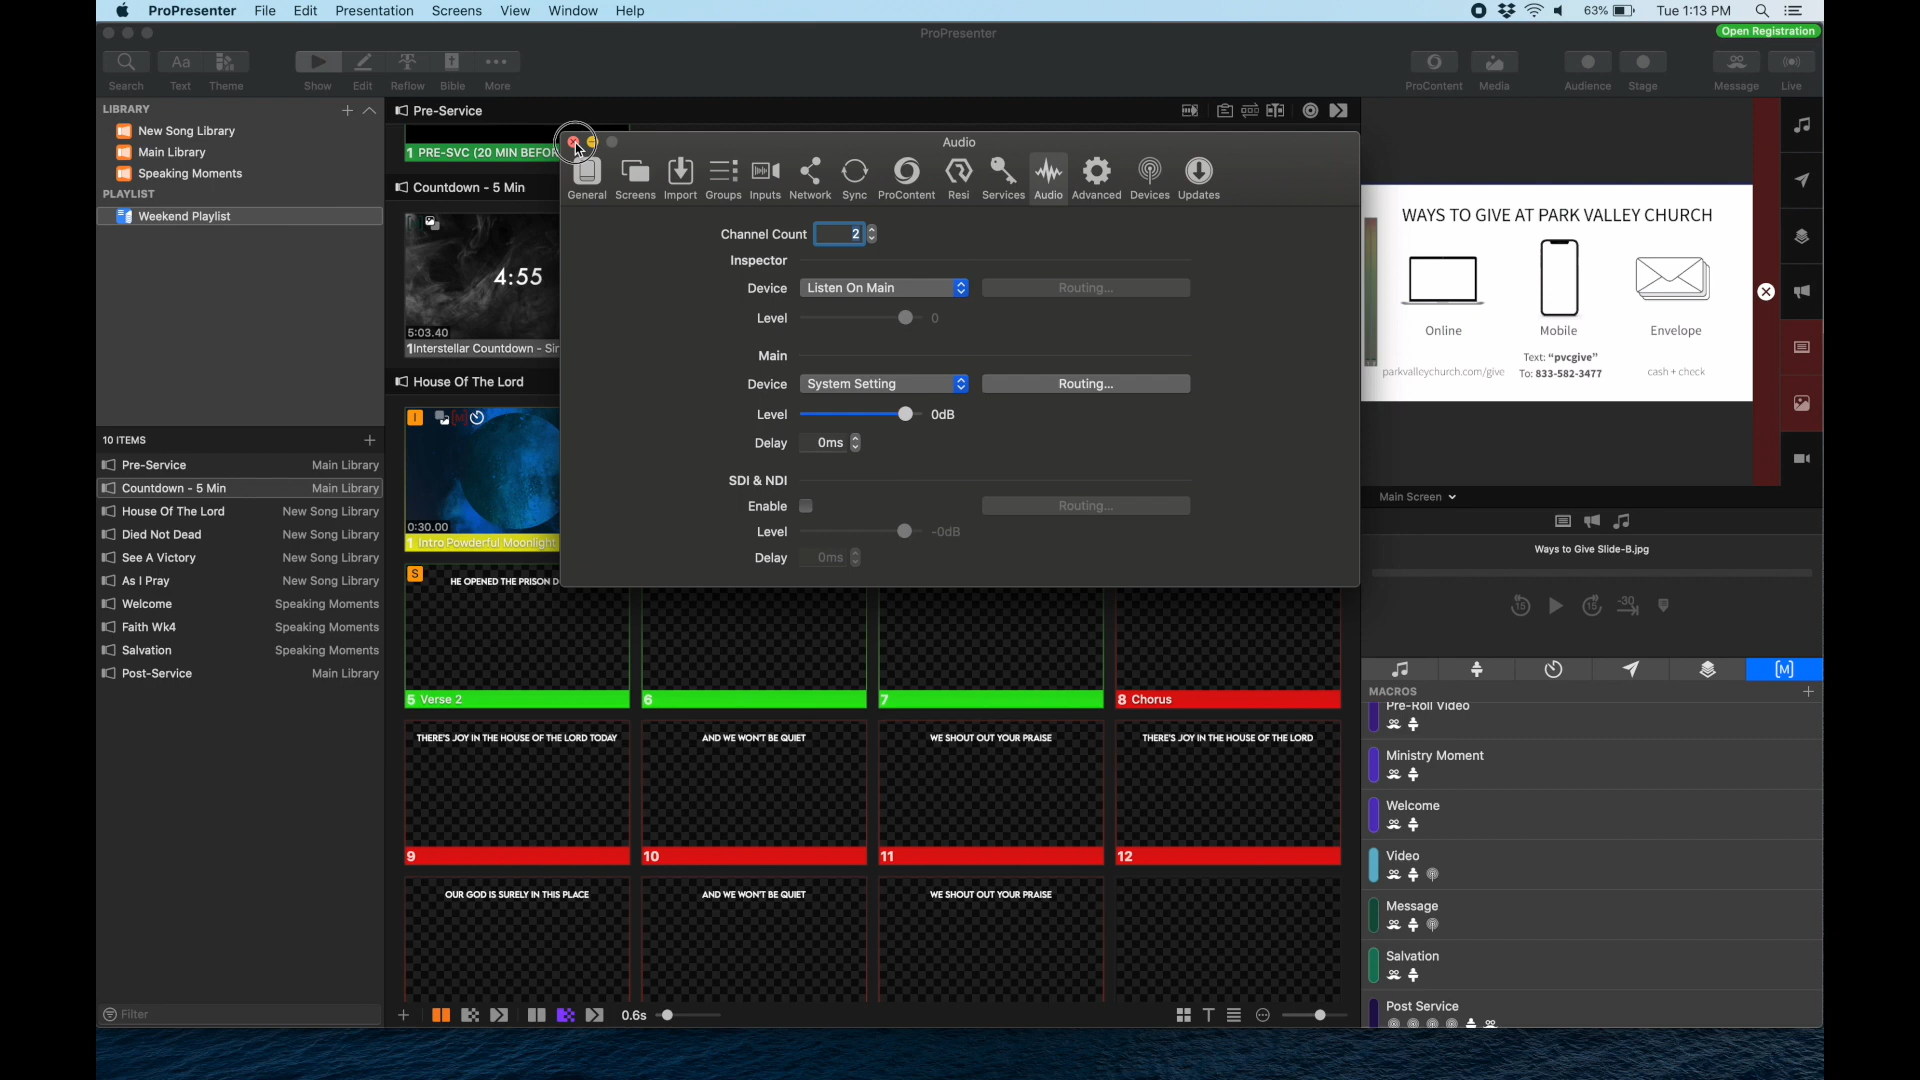 ProPresenter File Edit Presentation Screens View Window Help 63% Tue 1:13 PM
ProPresenter
Open Registration
Search Text Theme Show Edit Reflow Bible More ProContent Media Audience Stage Message Live
LIBRARY
New Song Library
Main Library
Speaking Moments
PLAYLIST
Weekend Playlist
10 ITEMS
Pre-Service Main Library
Countdown - 5 Min Main Library
House Of The Lord New Song Library
Died Not Dead New Song Library
See A Victory New Song Library
As I Pray New Song Library
Welcome Speaking Moments
Faith Wk4 Speaking Moments
Salvation Speaking Moments
Post-Service Main Library
Filter
Pre-Service
1 PRE-SVC (20 MIN BEFOR
Countdown - 5 Min
4:55
5:03.40
1 Interstellar Countdown - Sir
House Of The Lord
I
0:30.00
1 Intro Powderful Moonlight
S
HE OPENED THE PRISON D
5 Verse 2
6
7
8 Chorus
THERE'S JOY IN THE HOUSE OF THE LORD TODAY
AND WE WON'T BE QUIET
WE SHOUT OUT YOUR PRAISE
THERE'S JOY IN THE HOUSE OF THE LORD
9
10
11
12
OUR GOD IS SURELY IN THIS PLACE
AND WE WON'T BE QUIET
WE SHOUT OUT YOUR PRAISE
0.6s
Audio
General Screens Import Groups Inputs Network Sync ProContent Resi Services Audio Advanced Devices Updates
Channel Count 2
Inspector
Device Listen On Main Routing...
Level 0
Main
Device System Setting Routing...
Level 0dB
Delay 0ms
SDI & NDI
Enable Routing...
Level -0dB
Delay 0ms
WAYS TO GIVE AT PARK VALLEY CHURCH
Online Mobile Envelope
parkvalleychurch.com/give
Text: "pvcgive"
To: 833-582-3477
cash + check
Main Screen
Ways to Give Slide-B.jpg
15 15 -30
[M]
MACROS
Pre-Roll Video
Ministry Moment
Welcome
Video
Message
Salvation
Post Service